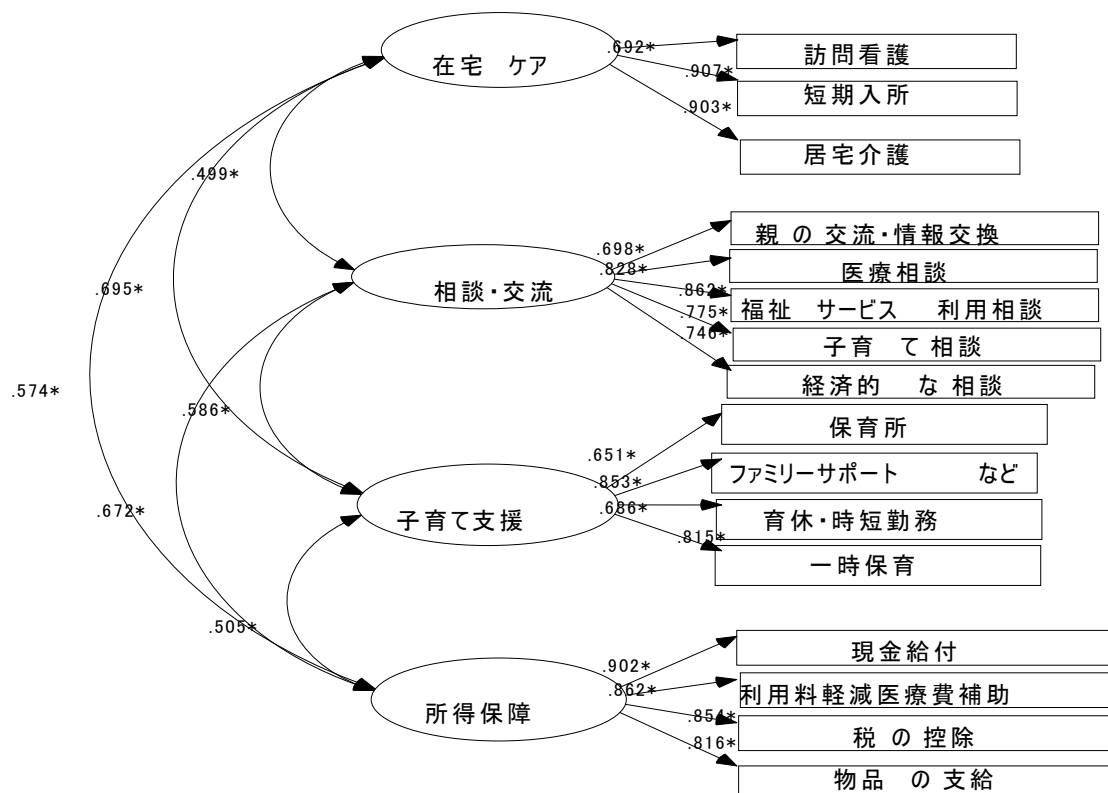 在宅 ケア
.692*
訪問看護
.907*
短期入所
.903*
居宅介護
.499*
.695*
.574*
相談・交流
.698*
親 の 交流・情報交換
.828*
医療相談
.862*
福祉 サービス 利用相談
.775*
子育 て 相談
.746*
経済的 な 相談
.586*
.672*
子育て支援
.651*
保育所
.853*
ファミリーサポート など
.686*
育休・時短勤務
.815*
一時保育
.505*
所得保障
.902*
現金給付
.862*
利用料軽減医療費補助
.854*
税 の 控除
.816*
物品 の 支給